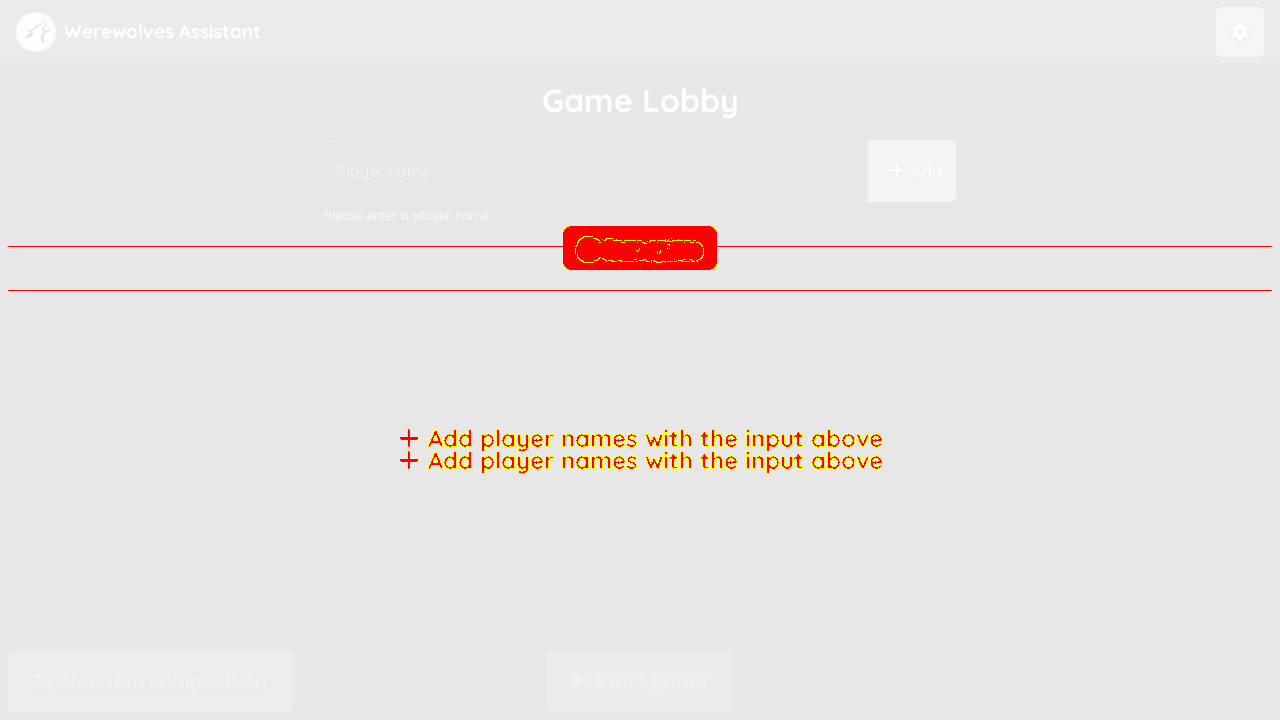 Werewolves Assistant
Game Lobby
Player name
Add
Please enter a player name
Add player names with the input above
Add player names with the input above
Random composition
Start game